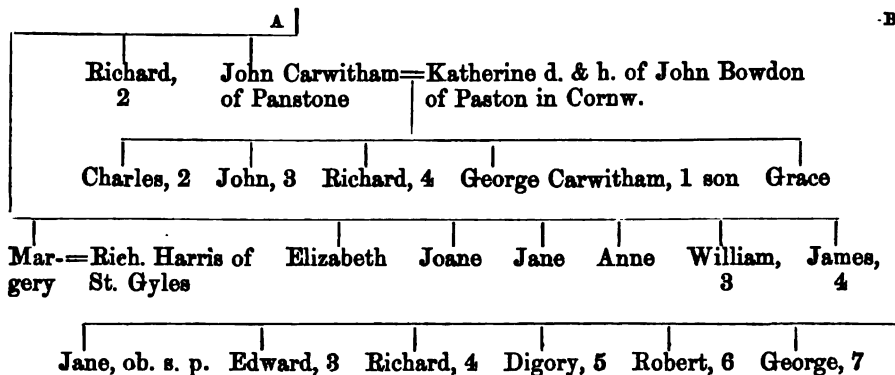 A B
Richard, John Carwitham=Katherine d. & h. of John Bowdon
2 of Panstone of Paston in Cornw.
Charles, 2 John, 3 Richard, 4 George Carwitham, 1 son Grace
Mar-=Rich. Harris of Elizabeth Joane Jane Anne William, James,
gery St. Gyles 3 4
Jane, ob. s. p. Edward, 3 Richard, 4 Digory, 5 Robert, 6 George, 7